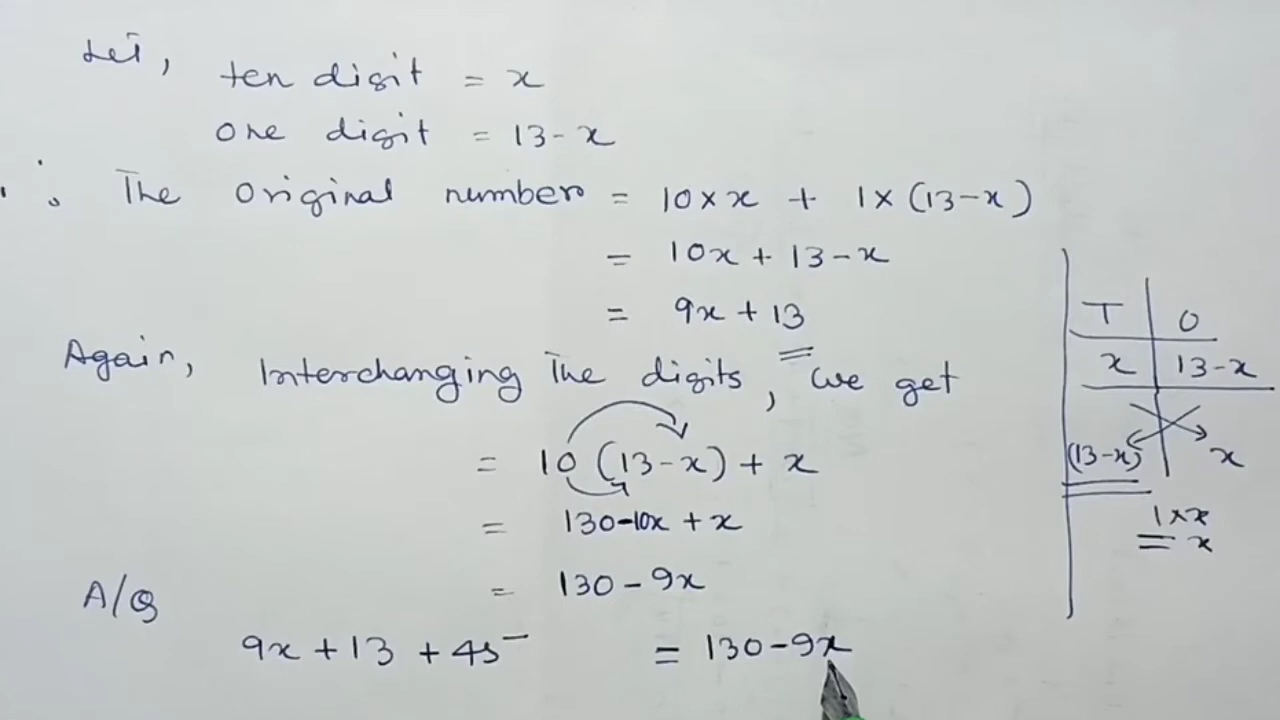 Let, ten digit = x
one digit = 13-x
∴ The original number = 10×x + 1×(13-x)
= 10x + 13-x
= 9x + 13
Again, Interchanging The digits, we get
= 10 (13-x) + x
= 130-10x + x
= 130-9x
A/Q
9x + 13 + 45 = 130-9x
T O
x 13-x
(13-x) x
1×x
= x